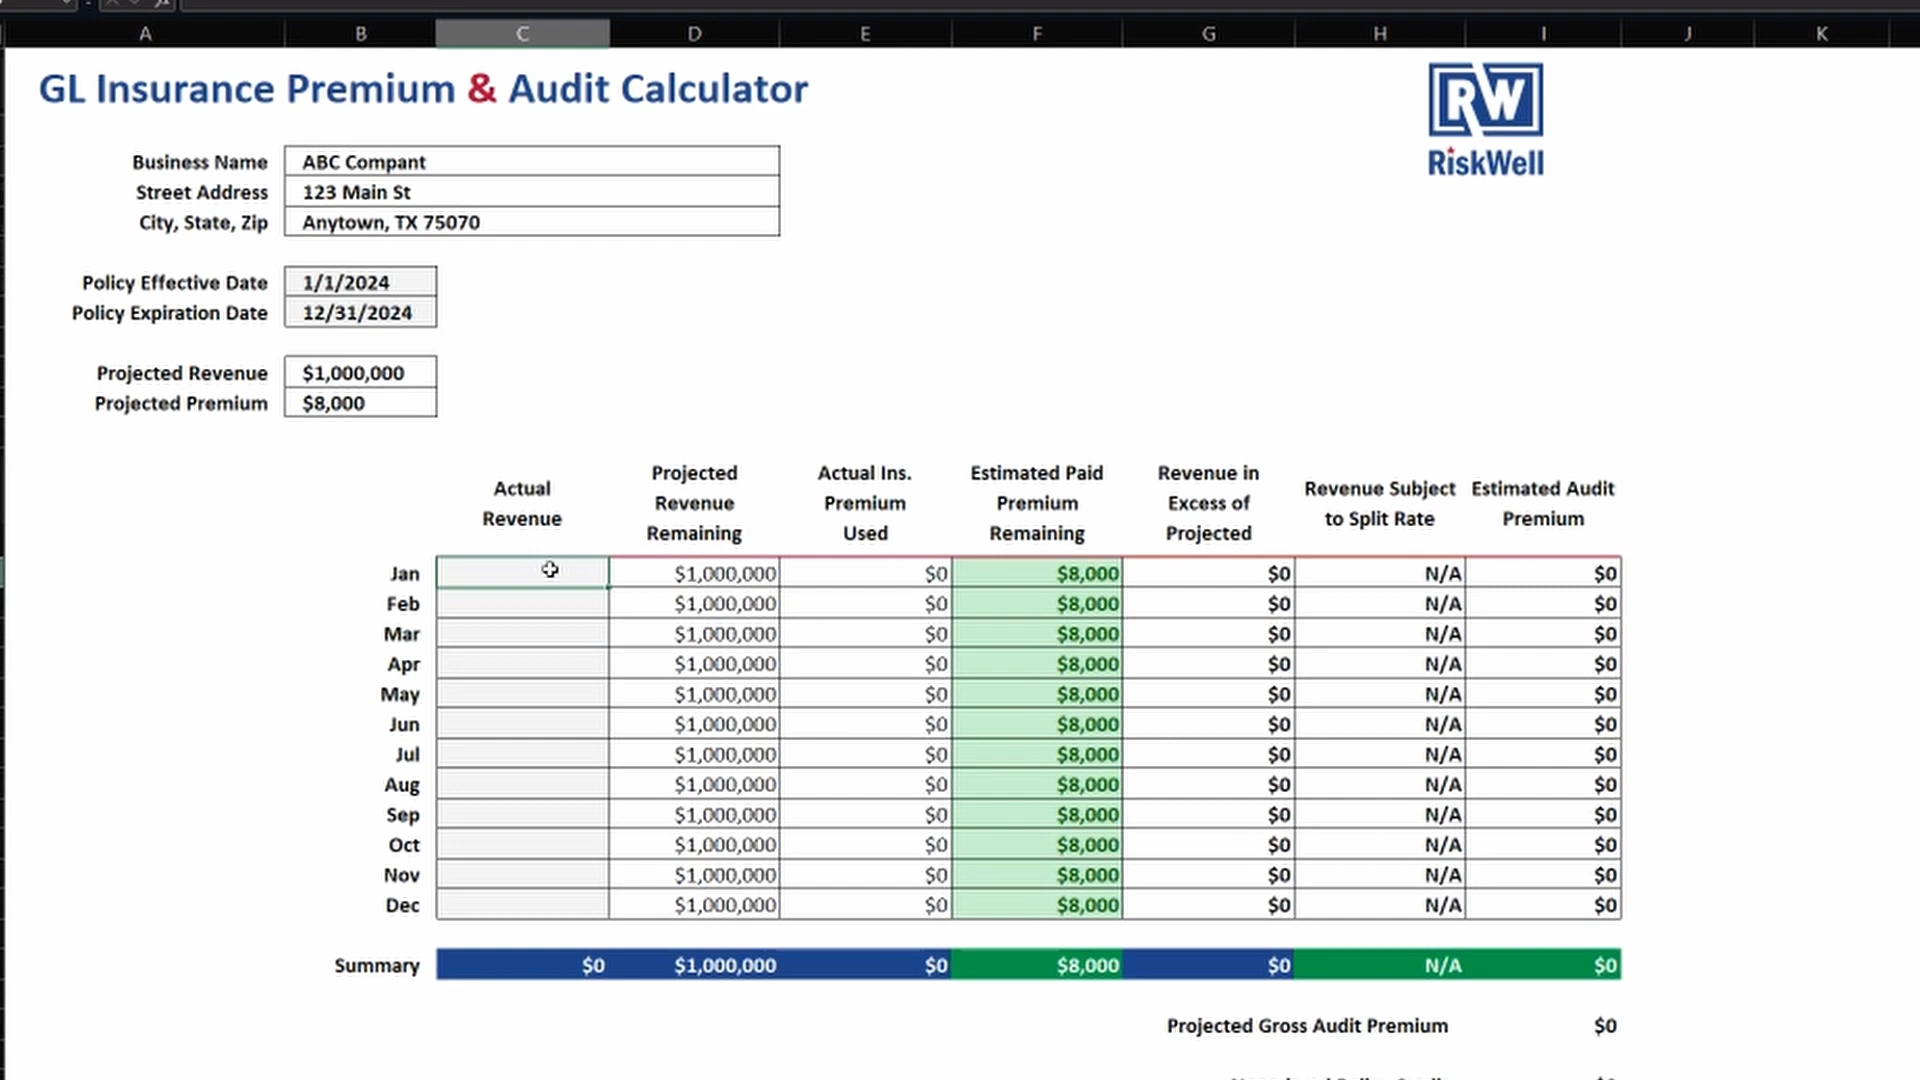 A B C D E F G H I J K
GL Insurance Premium & Audit Calculator
RW
RiskWell
Business Name ABC Compant
Street Address 123 Main St
City, State, Zip Anytown, TX 75070
Policy Effective Date 1/1/2024
Policy Expiration Date 12/31/2024
Projected Revenue $1,000,000
Projected Premium $8,000
Actual Revenue Projected Revenue Remaining Actual Ins. Premium Used Estimated Paid Premium Remaining Revenue in Excess of Projected Revenue Subject to Split Rate Estimated Audit Premium
Jan $1,000,000 $0 $8,000 $0 N/A $0
Feb $1,000,000 $0 $8,000 $0 N/A $0
Mar $1,000,000 $0 $8,000 $0 N/A $0
Apr $1,000,000 $0 $8,000 $0 N/A $0
May $1,000,000 $0 $8,000 $0 N/A $0
Jun $1,000,000 $0 $8,000 $0 N/A $0
Jul $1,000,000 $0 $8,000 $0 N/A $0
Aug $1,000,000 $0 $8,000 $0 N/A $0
Sep $1,000,000 $0 $8,000 $0 N/A $0
Oct $1,000,000 $0 $8,000 $0 N/A $0
Nov $1,000,000 $0 $8,000 $0 N/A $0
Dec $1,000,000 $0 $8,000 $0 N/A $0
Summary $0 $1,000,000 $0 $8,000 $0 N/A $0
Projected Gross Audit Premium $0